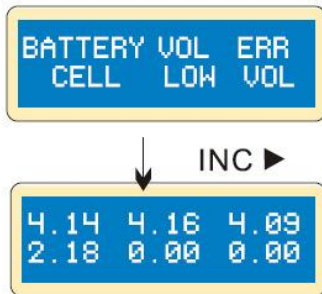 BATTERY VOL ERR
CELL LOW VOL
INC ►
4.14 4.16 4.09
2.18 0.00 0.00